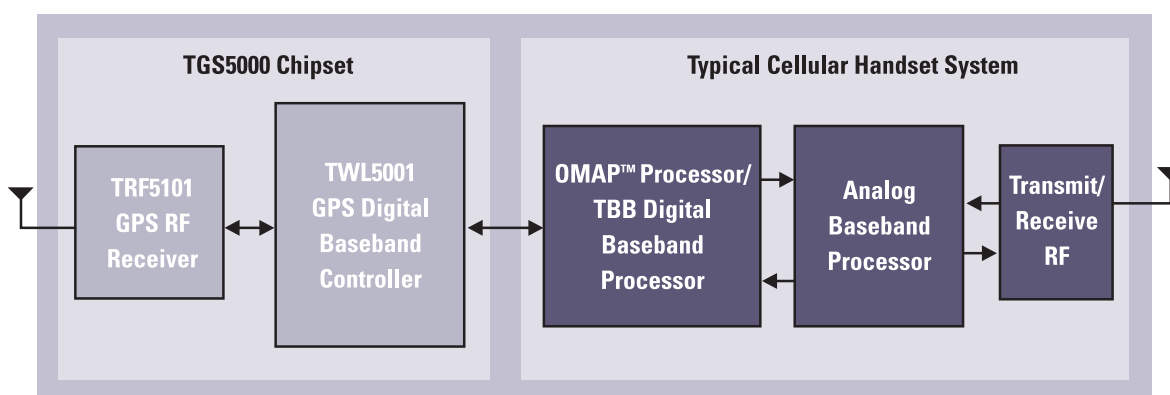 TGS5000 Chipset
TRF5101
GPS RF
Receiver
TWL5001
GPS Digital
Baseband
Controller
Typical Cellular Handset System
OMAP™ Processor/
TBB Digital
Baseband
Processor
Analog
Baseband
Processor
Transmit/
Receive
RF